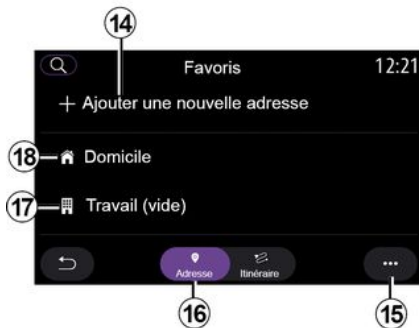 14
Favoris 12:21
+ Ajouter une nouvelle adresse
18 Domicile
17 Travail (vide)
Adresse Itinéraire
16 15